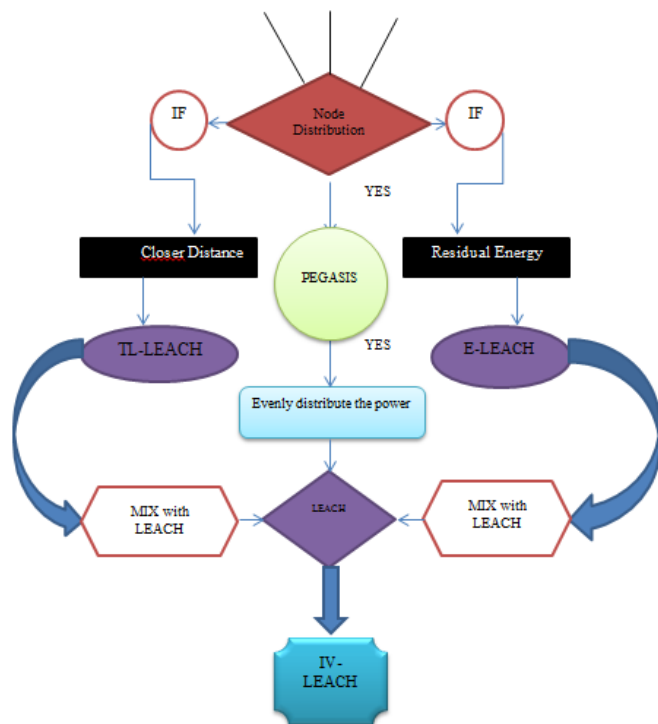 Node
Distribution
IF
IF
YES
Closer Distance
Residual Energy
PEGASIS
TL-LEACH
YES
E-LEACH
Evenly distribute the power
MIX with
LEACH
LEACH
MIX with
LEACH
IV-
LEACH